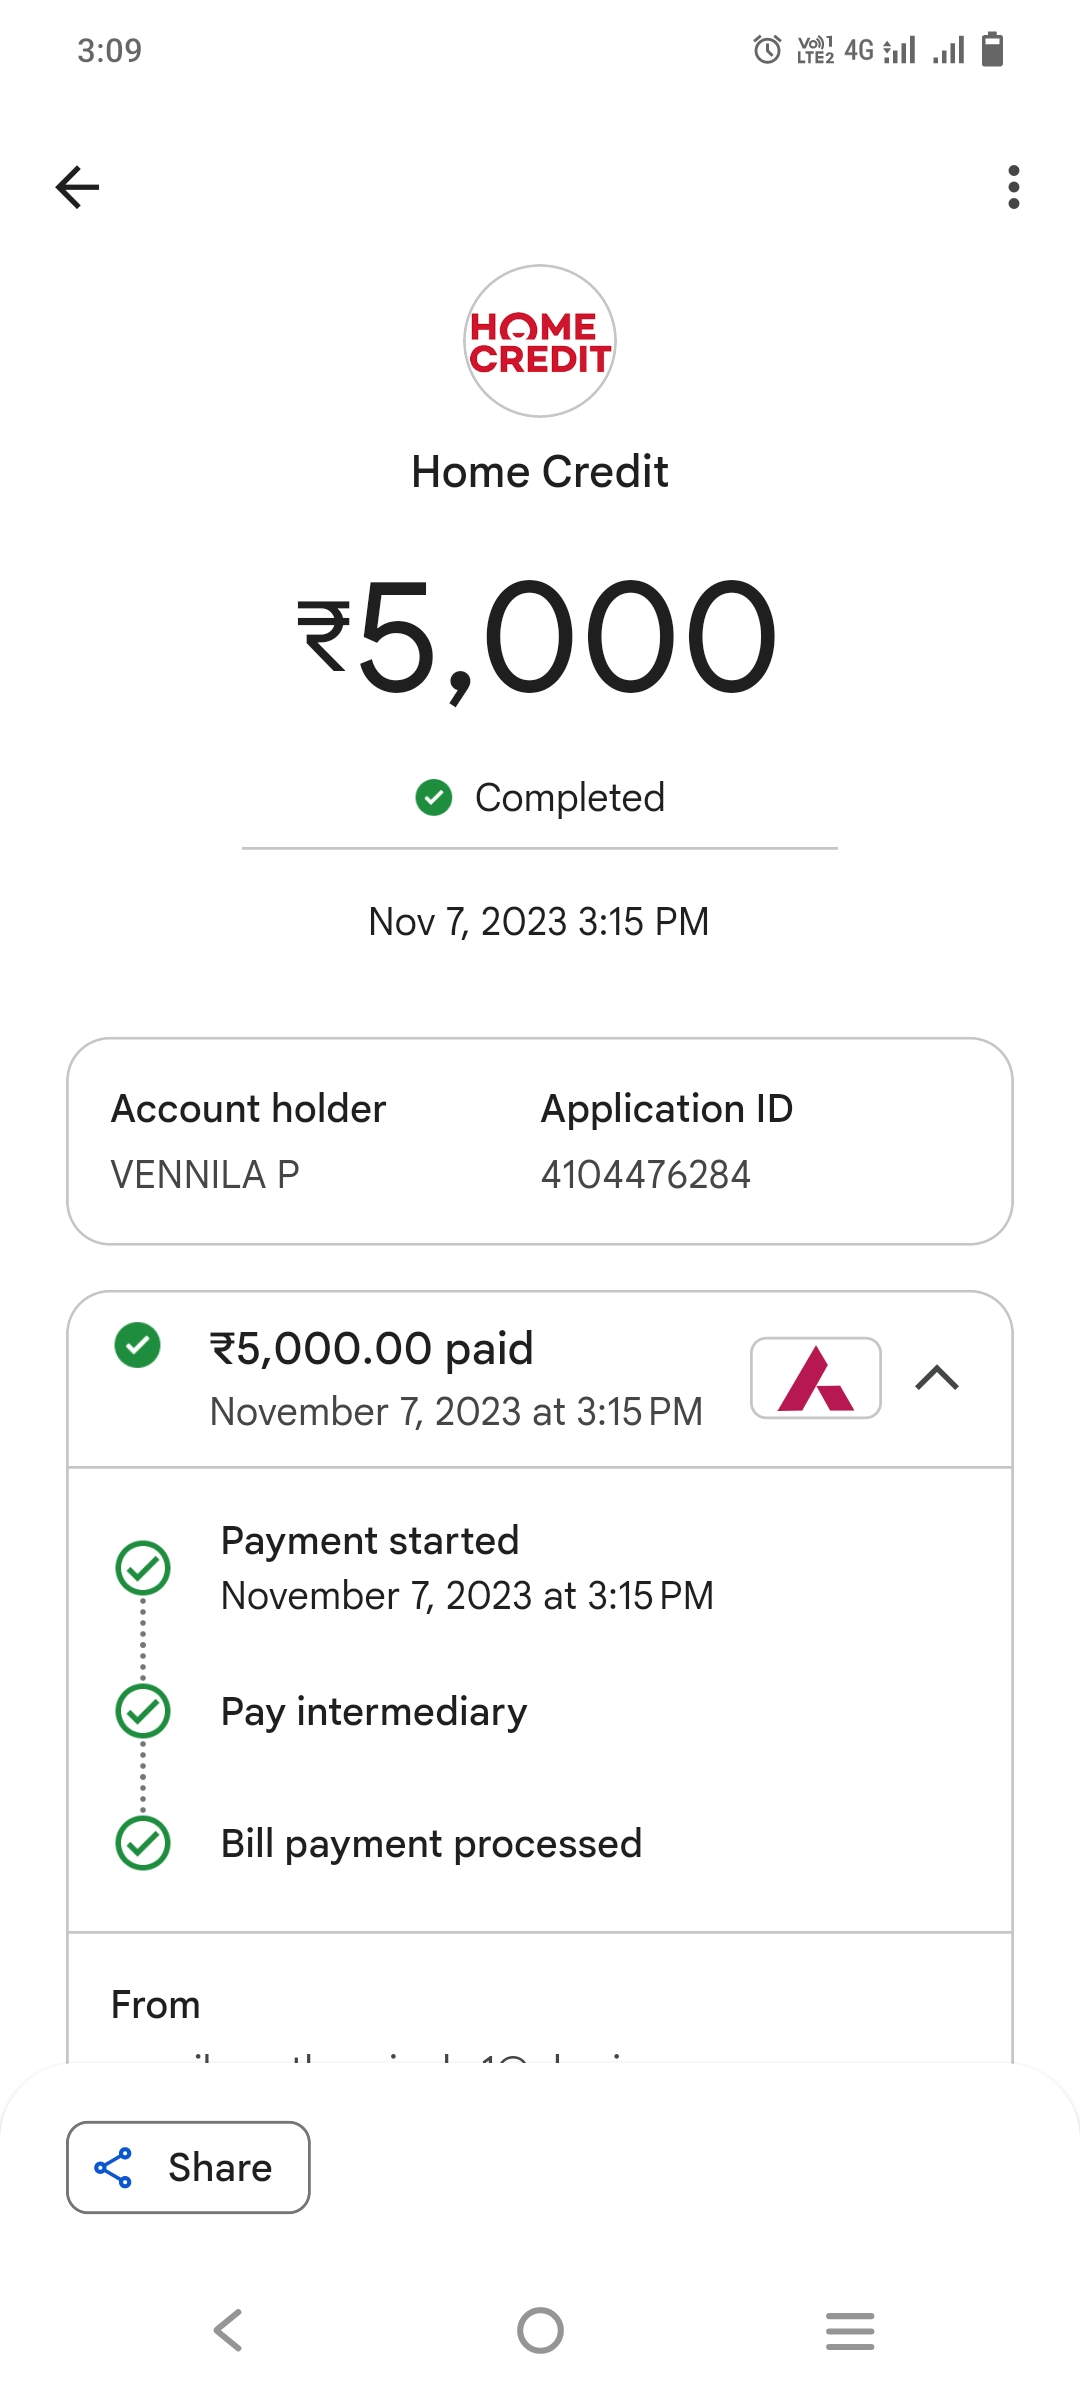 3:09
Vo)) 1
LTE2
4G
HOME
CREDIT
Home Credit
₹5,000
Completed
Nov 7, 2023 3:15 PM
Account holder
Application ID
VENNILA P
4104476284
₹5,000.00 paid
November 7, 2023 at 3:15 PM
Payment started
November 7, 2023 at 3:15 PM
Pay intermediary
Bill payment processed
From
Share